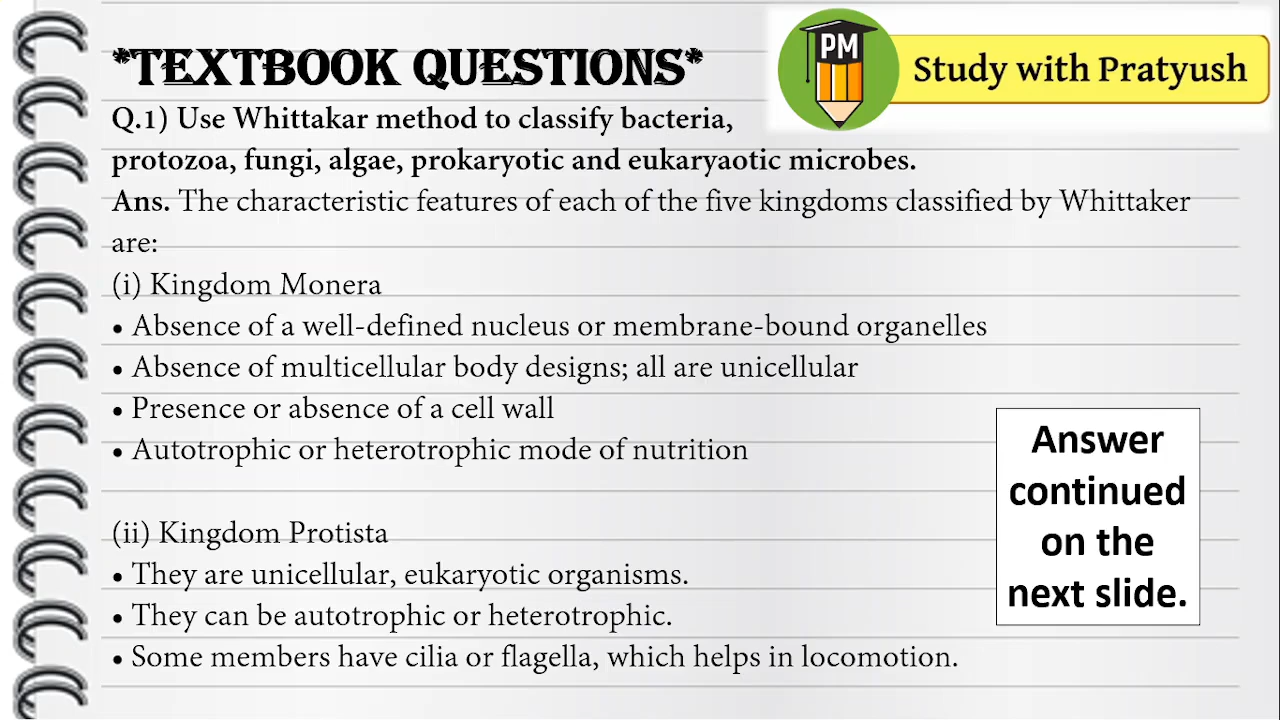 *TEXTBOOK QUESTIONS*
PM
Study with Pratyush
Q.1) Use Whittakar method to classify bacteria,
protozoa, fungi, algae, prokaryotic and eukaryaotic microbes.
Ans. The characteristic features of each of the five kingdoms classified by Whittaker
are:
(i) Kingdom Monera
• Absence of a well-defined nucleus or membrane-bound organelles
• Absence of multicellular body designs; all are unicellular
• Presence or absence of a cell wall
• Autotrophic or heterotrophic mode of nutrition
(ii) Kingdom Protista
• They are unicellular, eukaryotic organisms.
• They can be autotrophic or heterotrophic.
• Some members have cilia or flagella, which helps in locomotion.
Answer
continued
on the
next slide.